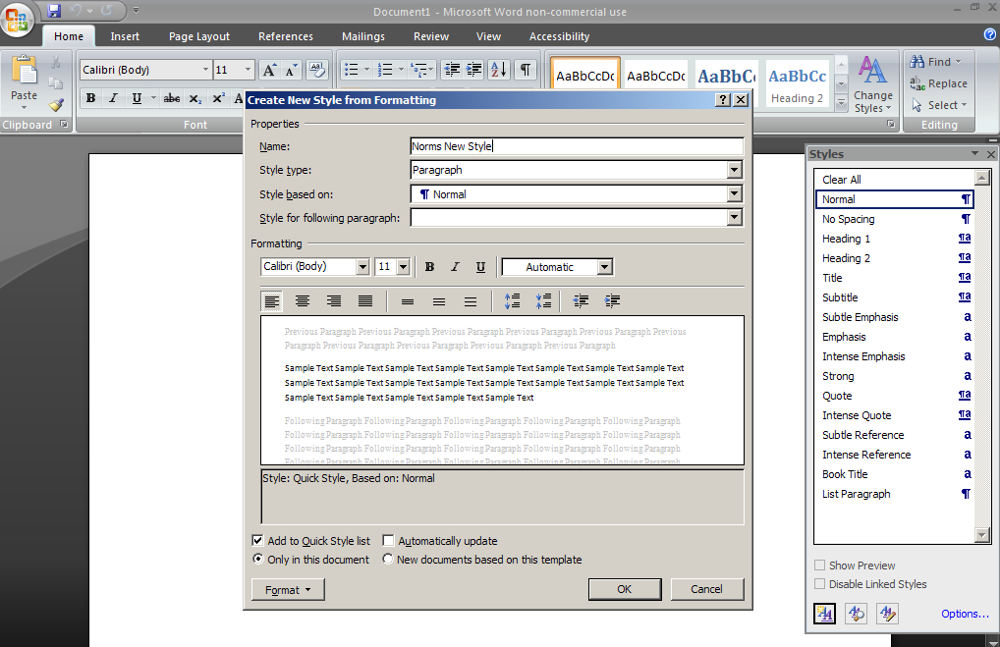 Document1 - Microsoft Word non-commercial use
Home Insert Page Layout References Mailings Review View Accessibility
Paste
Clipboard
Calibri (Body) 11
B I U abc X₂ X² A
Font
AaBbCcDc AaBbCcDc AaBbCc AaBbCc
Heading 2
Change
Styles
Find
Replace
Select
Editing
Create New Style from Formatting
Properties
Name: Norms New Style
Style type: Paragraph
Style based on: ¶ Normal
Style for following paragraph:
Formatting
Calibri (Body) 11 B I U Automatic
Previous Paragraph Previous Paragraph Previous Paragraph Previous Paragraph Previous Paragraph Previous
Paragraph Previous Paragraph Previous Paragraph Previous Paragraph Previous Paragraph
Sample Text Sample Text Sample Text Sample Text Sample Text Sample Text Sample Text Sample Text
Sample Text Sample Text Sample Text Sample Text Sample Text Sample Text Sample Text Sample Text
Sample Text Sample Text Sample Text Sample Text Sample Text
Following Paragraph Following Paragraph Following Paragraph Following Paragraph Following Paragraph
Following Paragraph Following Paragraph Following Paragraph Following Paragraph Following Paragraph
Following Paragraph Following Paragraph Following Paragraph Following Paragraph Following Paragraph
Following Paragraph Following Paragraph Following Paragraph Following Paragraph Following Paragraph
Style: Quick Style, Based on: Normal
Add to Quick Style list Automatically update
Only in this document New documents based on this template
Format OK Cancel
Styles
Clear All
Normal ¶
No Spacing ¶
Heading 1 ¶a
Heading 2 ¶a
Title ¶a
Subtitle ¶a
Subtle Emphasis a
Emphasis a
Intense Emphasis a
Strong a
Quote ¶a
Intense Quote ¶a
Subtle Reference a
Intense Reference a
Book Title a
List Paragraph ¶
Show Preview
Disable Linked Styles
Options...